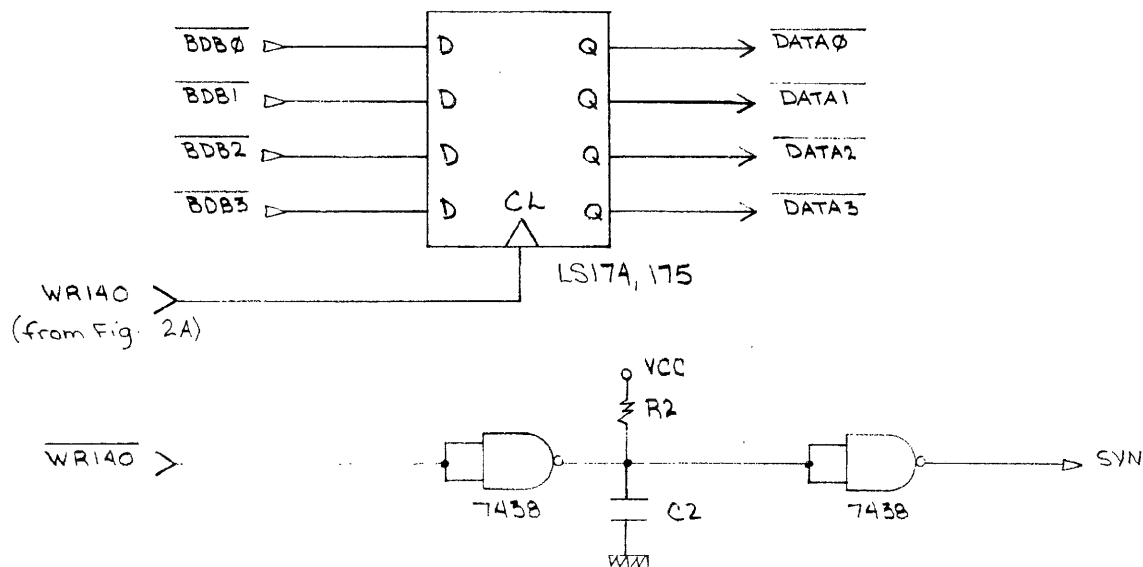 BDBØ D Q DATAØ
BDB1 D Q DATA1
BDB2 D Q DATA2
BDB3 D CL Q DATA3
LS174, 175
WR140
(from Fig. 2A)
VCC
R2
WR140
SYN
7438 C2 7438